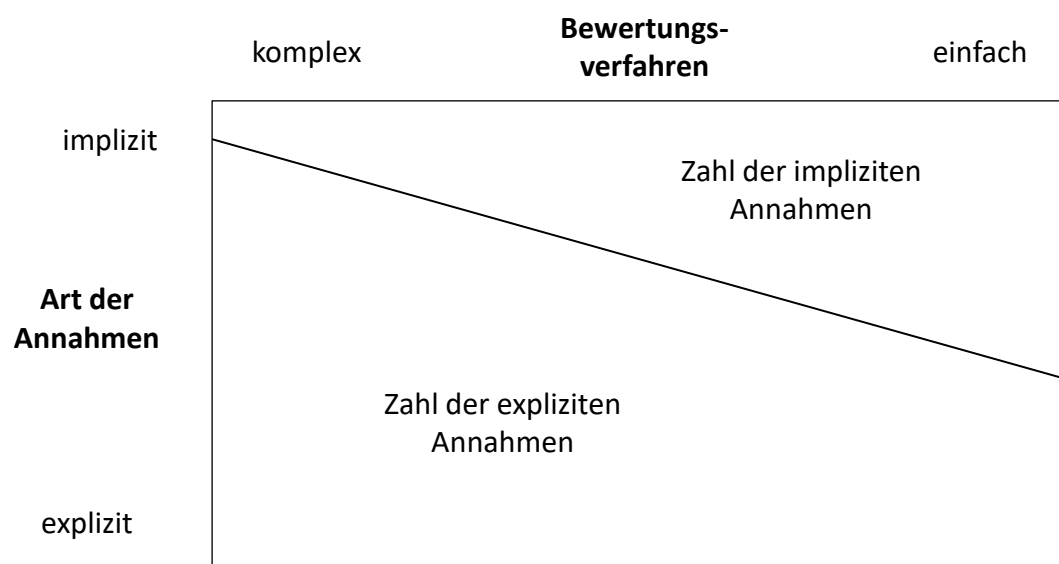 komplex
Bewertungs-
verfahren
einfach
implizit
Zahl der impliziten
Annahmen
Art der
Annahmen
Zahl der expliziten
Annahmen
explizit